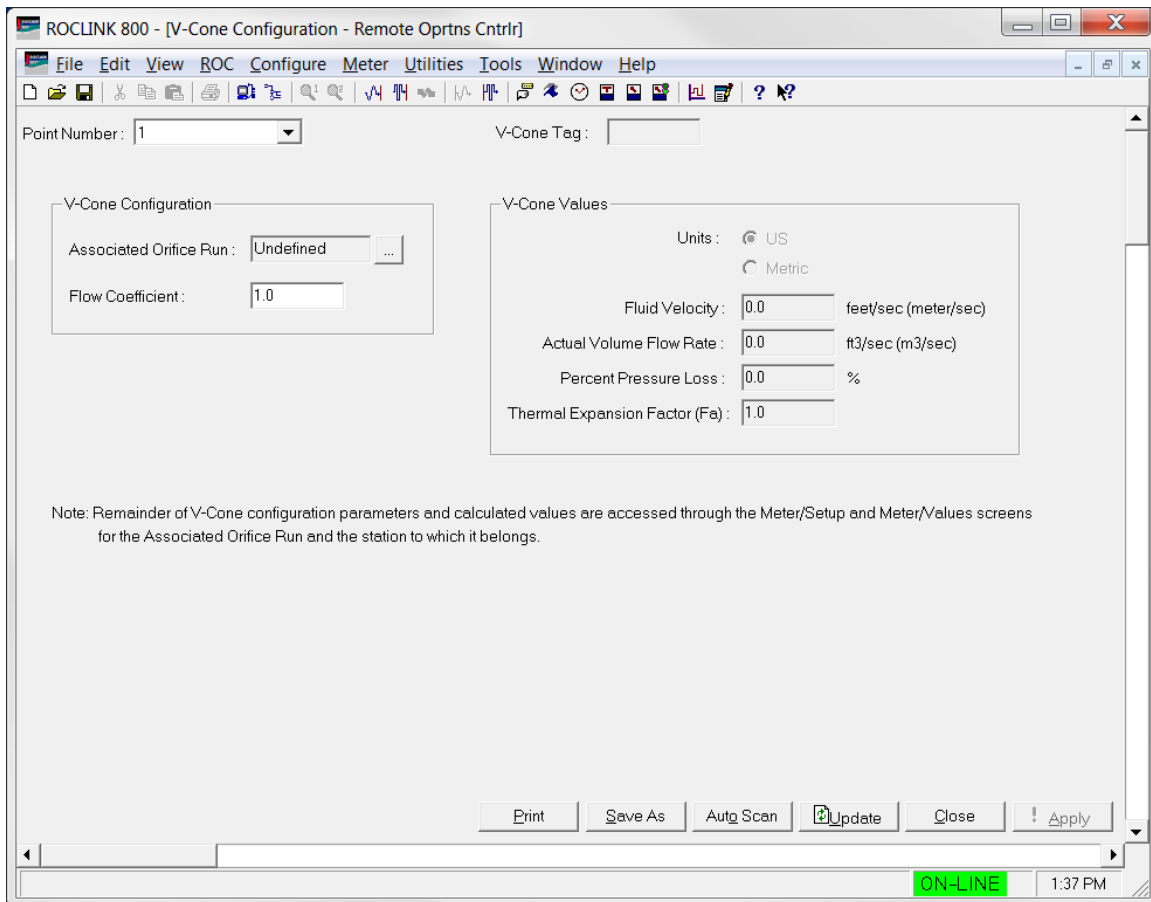 ROCLINK 800 - [V-Cone Configuration - Remote Oprtns Cntrlr]
File Edit View ROC Configure Meter Utilities Tools Window Help
Point Number : 1
V-Cone Tag :
V-Cone Configuration
Associated Orifice Run : Undefined ...
Flow Coefficient : 1.0
V-Cone Values
Units : US
Metric
Fluid Velocity : 0.0 feet/sec (meter/sec)
Actual Volume Flow Rate : 0.0 ft3/sec (m3/sec)
Percent Pressure Loss : 0.0 %
Thermal Expansion Factor (Fa) : 1.0
Note: Remainder of V-Cone configuration parameters and calculated values are accessed through the Meter/Setup and Meter/Values screens
for the Associated Orifice Run and the station to which it belongs.
Print Save As Auto Scan Update Close ! Apply
ON-LINE 1:37 PM